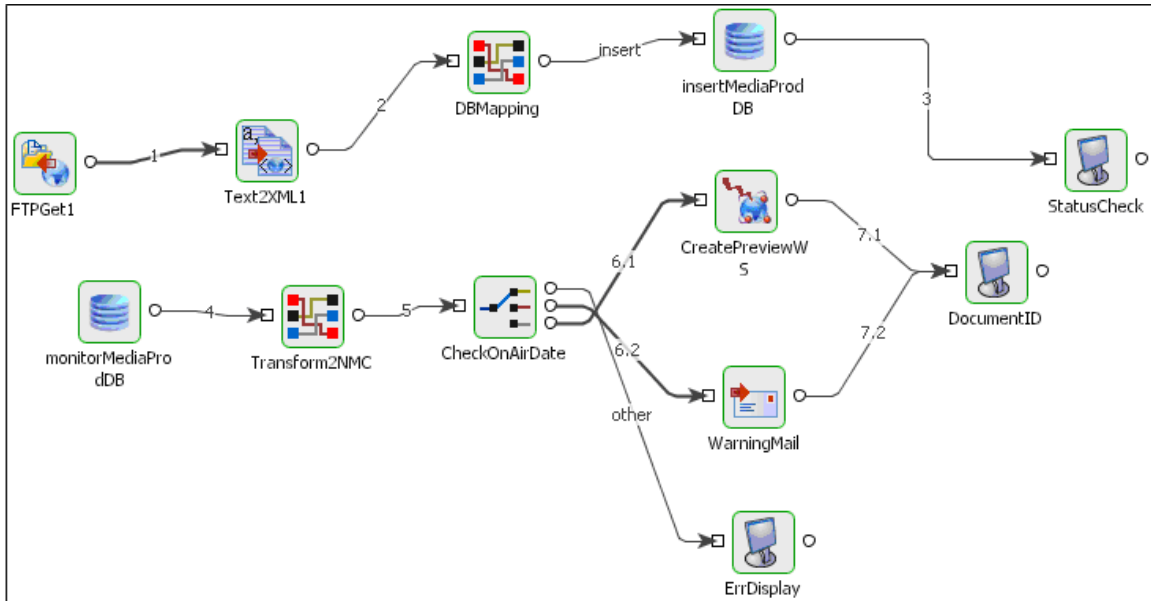 insert
DBMapping
insertMediaProd
DB
2
3
a,
1
Text2XML1
FTPGet1
StatusCheck
CreatePreviewW
S
7.1
6.1
4
5
DocumentID
monitorMediaPro
dDB
Transform2NMC
CheckOnAirDate
6.2
7.2
other
WarningMail
ErrDisplay